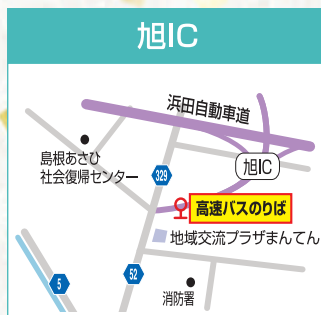 旭IC
浜田自動車道
島根あさひ
社会復帰センター
旭IC
329
高速バスのりば
地域交流プラザまんてん
52
5
消防署